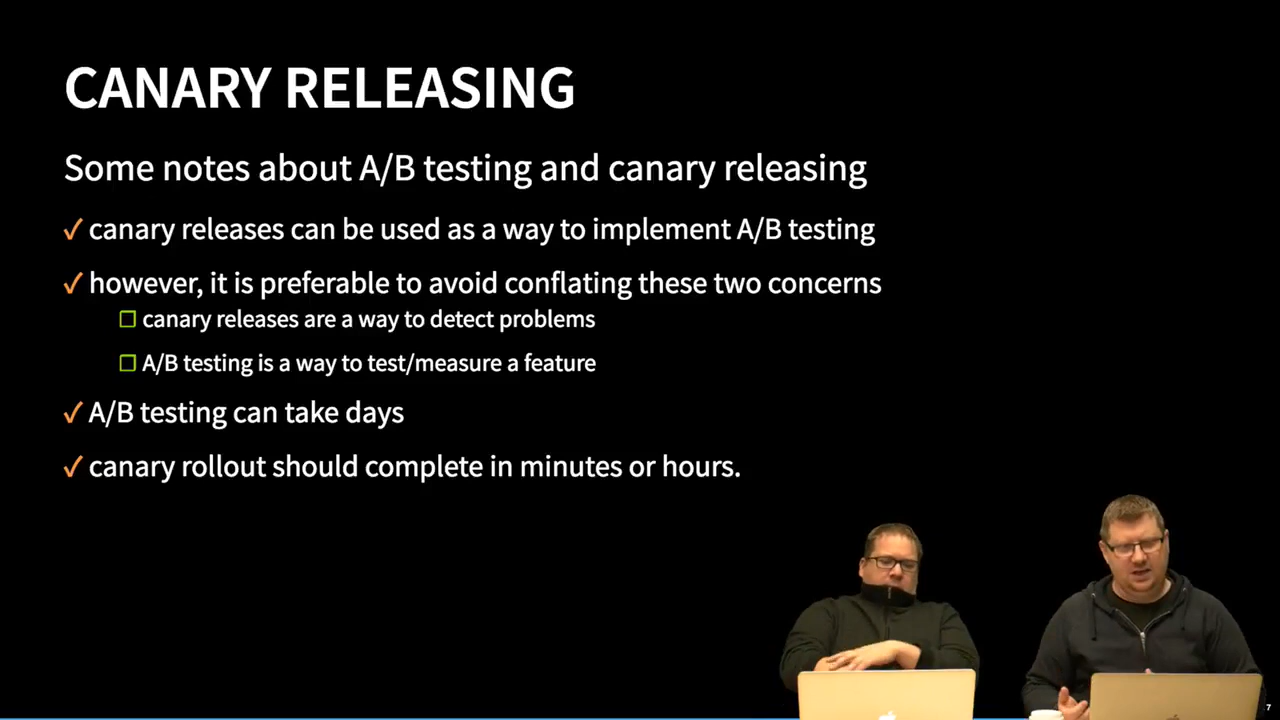 CANARY RELEASING
Some notes about A/B testing and canary releasing
✓ canary releases can be used as a way to implement A/B testing
✓ however, it is preferable to avoid conflating these two concerns
☐ canary releases are a way to detect problems
☐ A/B testing is a way to test/measure a feature
✓ A/B testing can take days
✓ canary rollout should complete in minutes or hours.
7